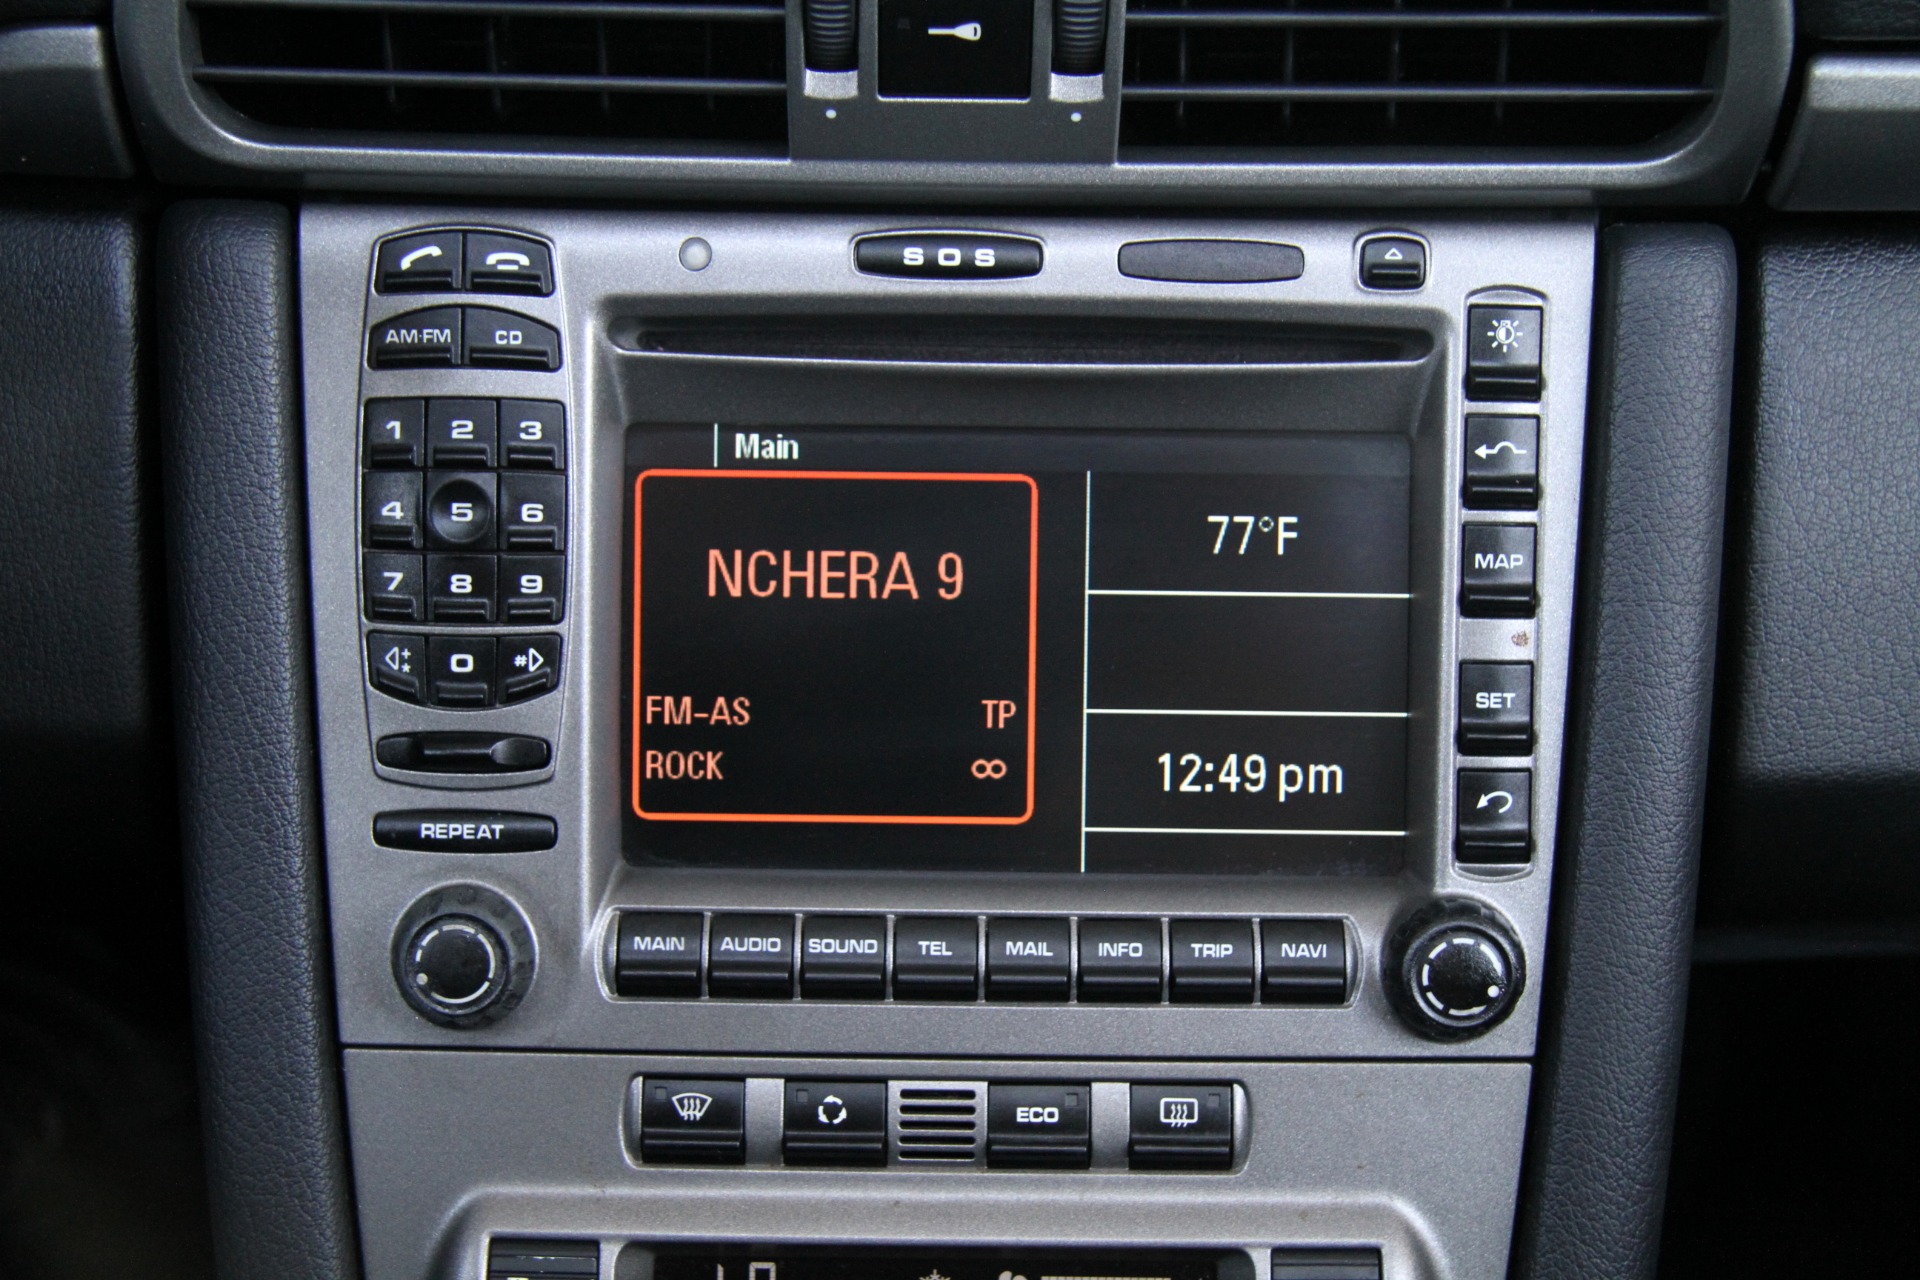 SOS
AM·FM CD
1 2 3
4 5 6
7 8 9
+
* 0 #
REPEAT
Main
NCHERA 9
FM-AS TP
ROCK ∞
77°F
12:49 pm
MAP
SET
MAIN AUDIO SOUND TEL MAIL INFO TRIP NAVI
ECO